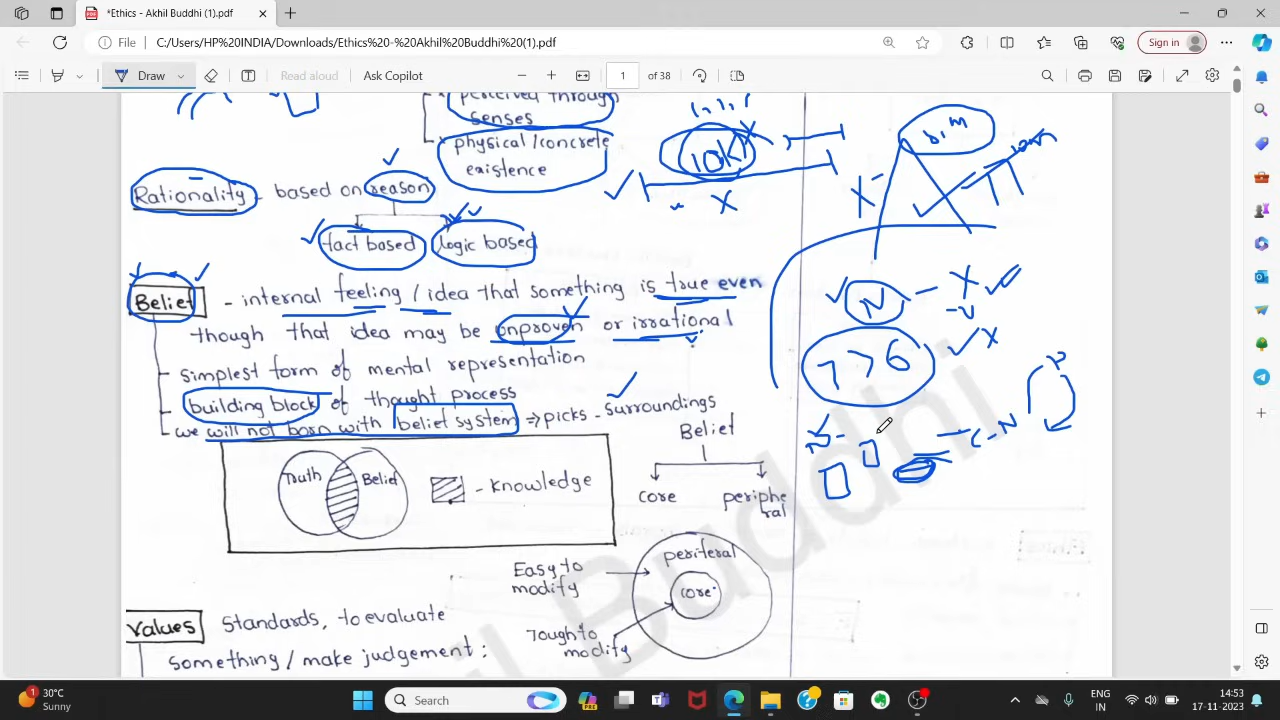 *Ethics - Akhil Buddhi (1).pdf
File C:/Users/HP%20INDIA/Downloads/Ethics%20-%20Akhil%20Buddhi%20(1).pdf
Sign in
Draw
Read aloud
Ask Copilot
1 of 38
perceived through
senses
physical/concrete
existence
10K
Rationality - based on reason
fact based
logic based
Belief - internal feeling / idea that something is true even
though that idea may be unproven or irrational
simplest form of mental representation
building block of thought process
we will not born with belief system ⇒ picks - surroundings
N
776
Belief
core
periphe
ral
Truth
Belief
- Knowledge
periferal
core
Easy to
modify
Tough to
modify
Values
Standards, to evaluate
something / make judgement :
Buddhi
30°C
Sunny
Search
ENG
IN
14:53
17-11-2023